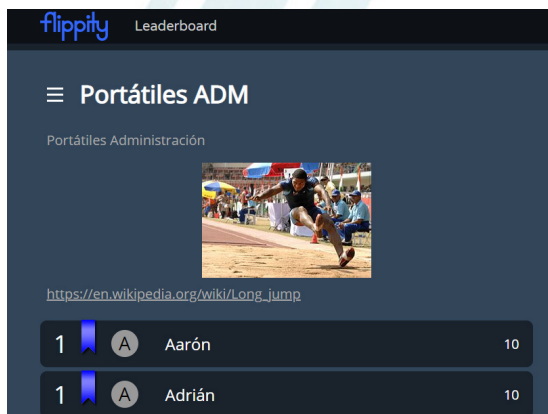 flippity Leaderboard
☰ Portátiles ADM
Portátiles Administración
https://en.wikipedia.org/wiki/Long_jump
1 A Aarón 10
1 A Adrián 10